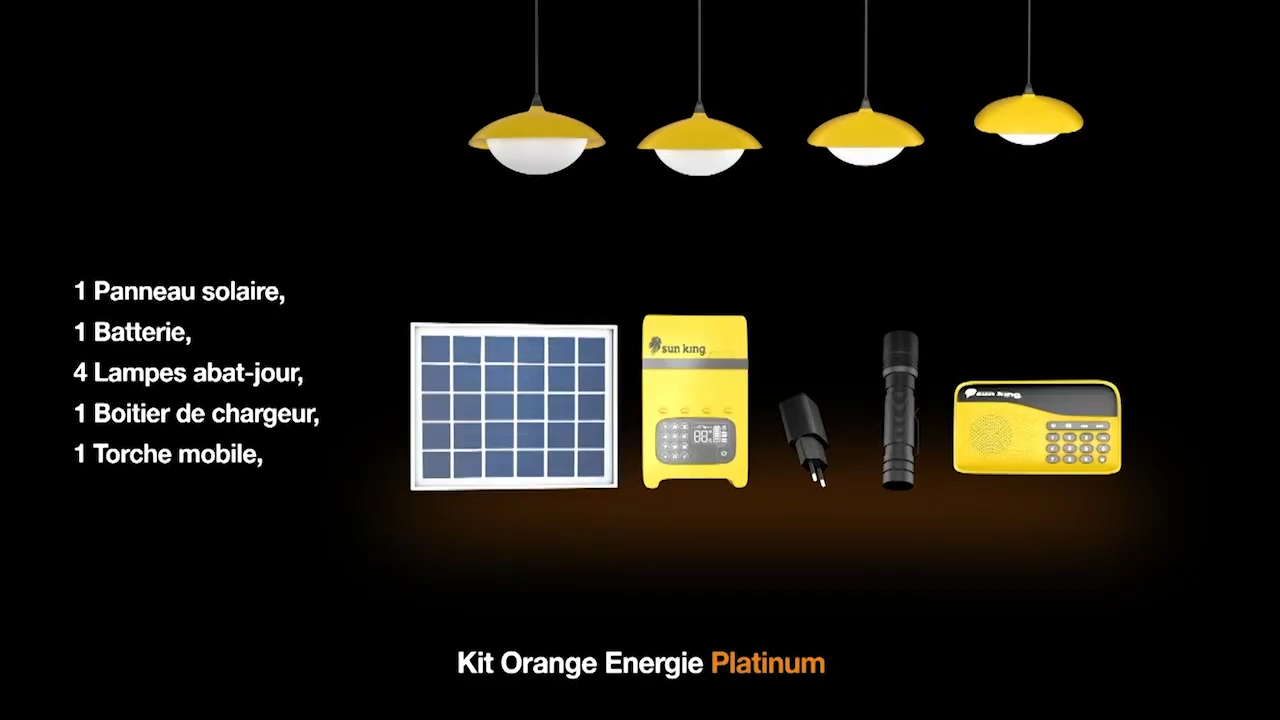 1 Panneau solaire,
1 Batterie,
4 Lampes abat-jour,
1 Boitier de chargeur,
1 Torche mobile,
sun king
88
sun king
Kit Orange Energie Platinum